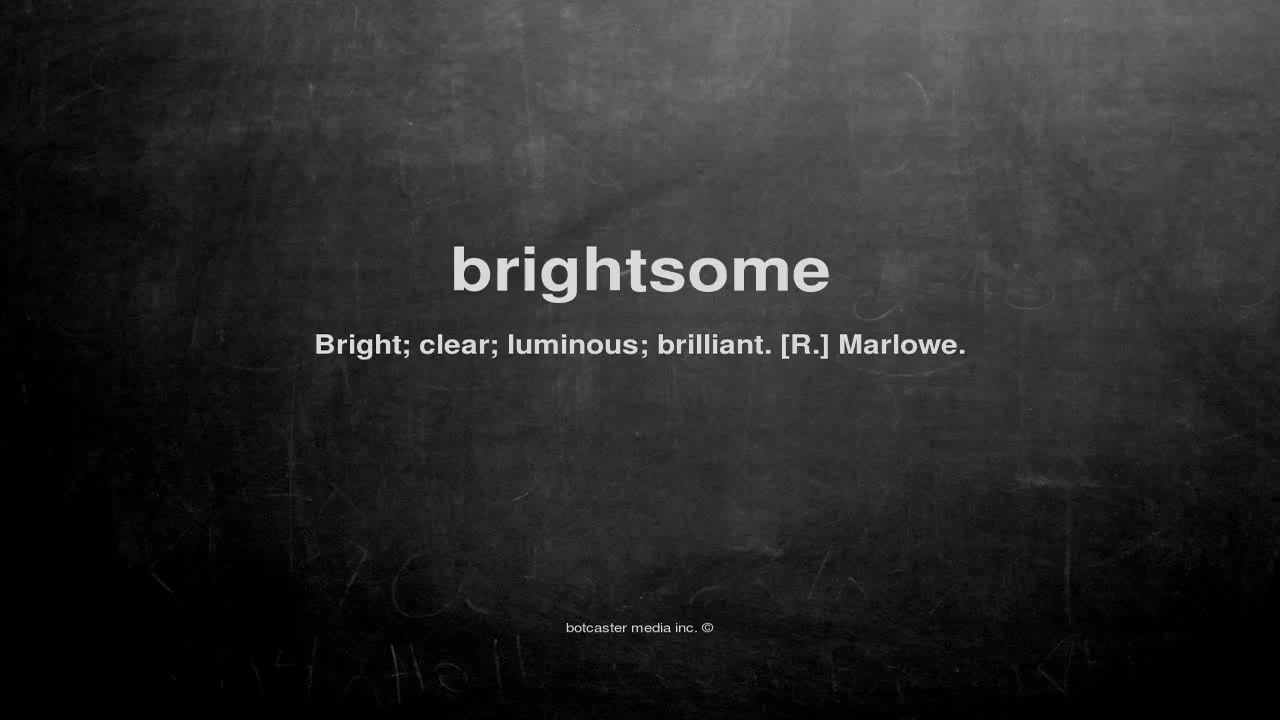 brightsome
Bright; clear; luminous; brilliant. [R.] Marlowe.
botcaster media inc. ©